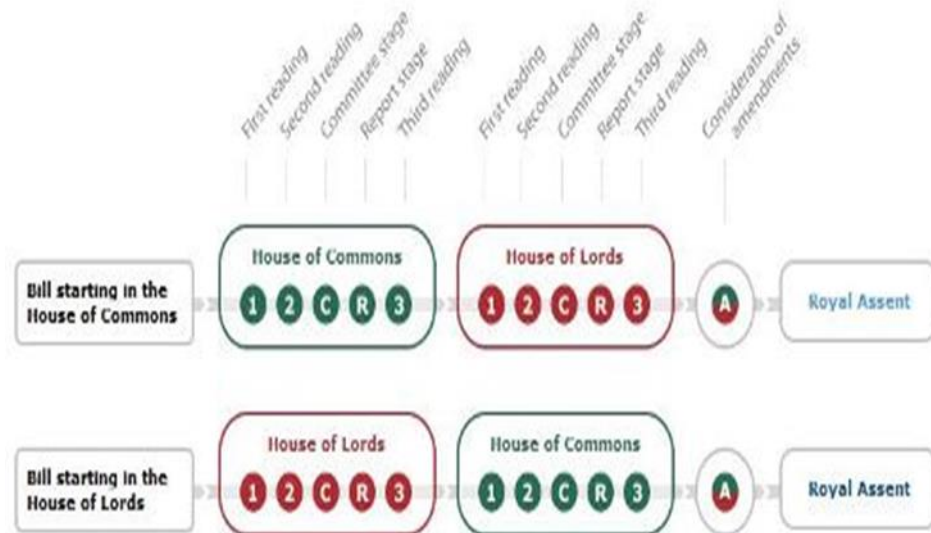 First reading
Second reading
Committee stage
Report stage
Third reading
First reading
Second reading
Committee stage
Report stage
Third reading
Consideration of
amendments
Bill starting in the
House of Commons
House of Commons
1 2 C R 3
House of Lords
1 2 C R 3
A
Royal Assent
Bill starting in the
House of Lords
House of Lords
1 2 C R 3
House of Commons
1 2 C R 3
A
Royal Assent